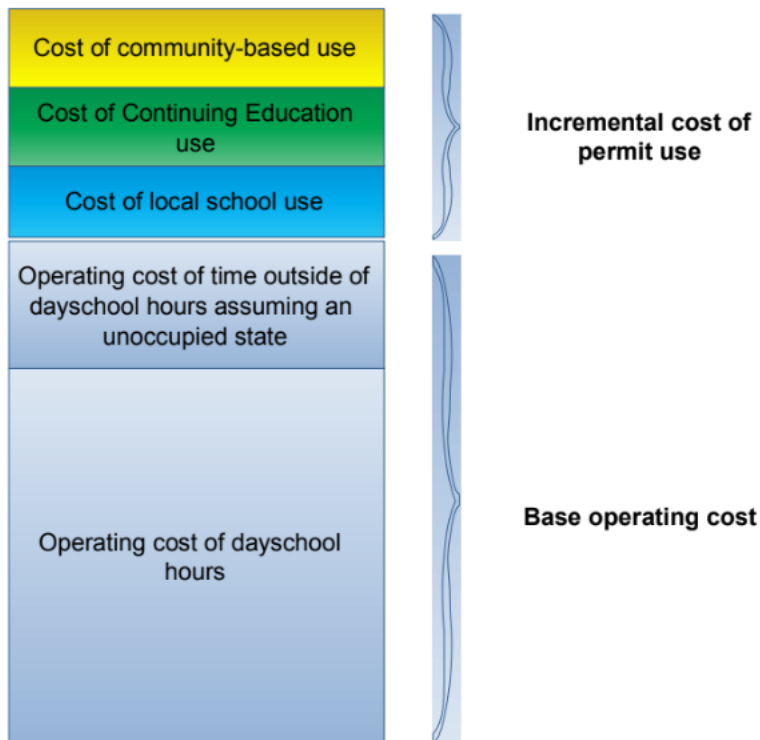 Cost of community-based use
Cost of Continuing Education
use
Cost of local school use
Incremental cost of
permit use
Operating cost of time outside of
dayschool hours assuming an
unoccupied state
Operating cost of dayschool
hours
Base operating cost